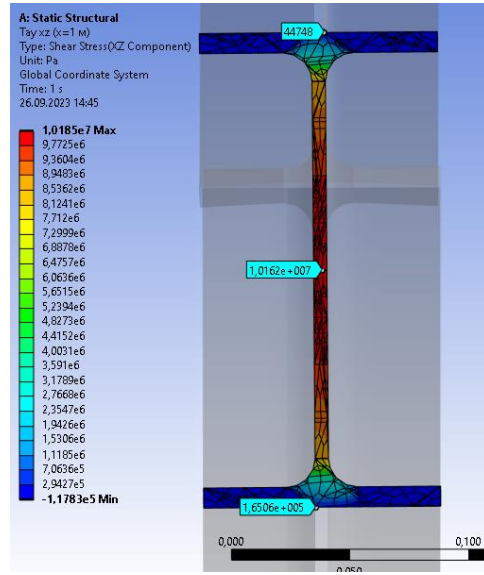 A: Static Structural
Tay xz (x=1 м)
Type: Shear Stress(XZ Component)
Unit: Pa
Global Coordinate System
Time: 1 s
26.09.2023 14:45
1,0185e7 Max
9,7725e6
9,3604e6
8,9483e6
8,5362e6
8,1241e6
7,712e6
7,2999e6
6,8878e6
6,4757e6
6,0636e6
5,6515e6
5,2394e6
4,8273e6
4,4152e6
4,0031e6
3,591e6
3,1789e6
2,7668e6
2,3547e6
1,9426e6
1,5306e6
1,1185e6
7,0636e5
2,9427e5
-1,1783e5 Min
44748
1,0162e+007
1,6506e+005
0,000
0,100
0,050